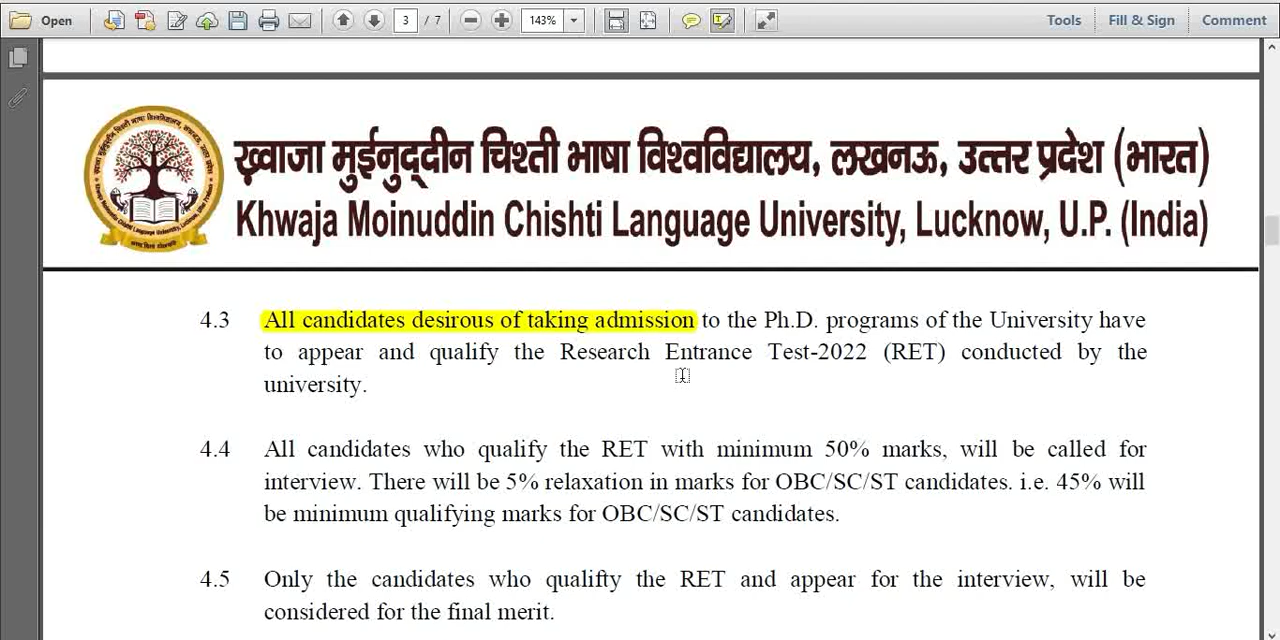 Open
3 / 7
143%
Tools
Fill & Sign
Comment
ख़्वाजा मुईनुद्दीन चिश्ती भाषा विश्वविद्यालय, लखनऊ, उत्तर प्रदेश (भारत)
Khwaja Moinuddin Chishti Language University, Lucknow, U.P. (India)
4.3 All candidates desirous of taking admission to the Ph.D. programs of the University have
to appear and qualify the Research Entrance Test-2022 (RET) conducted by the
university.
4.4 All candidates who qualify the RET with minimum 50% marks, will be called for
interview. There will be 5% relaxation in marks for OBC/SC/ST candidates. i.e. 45% will
be minimum qualifying marks for OBC/SC/ST candidates.
4.5 Only the candidates who qualifty the RET and appear for the interview, will be
considered for the final merit.